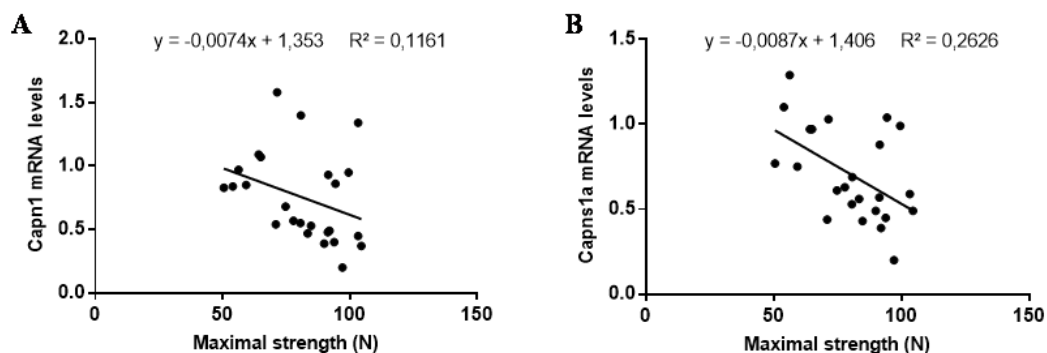 A
y = -0,0074x + 1,353 R² = 0,1161
Capn1 mRNA levels
2.0
1.5
1.0
0.5
0.0
0 50 100 150
Maximal strength (N)
B
y = -0,0087x + 1,406 R² = 0,2626
Capns1a mRNA levels
1.5
1.0
0.5
0.0
0 50 100 150
Maximal strength (N)